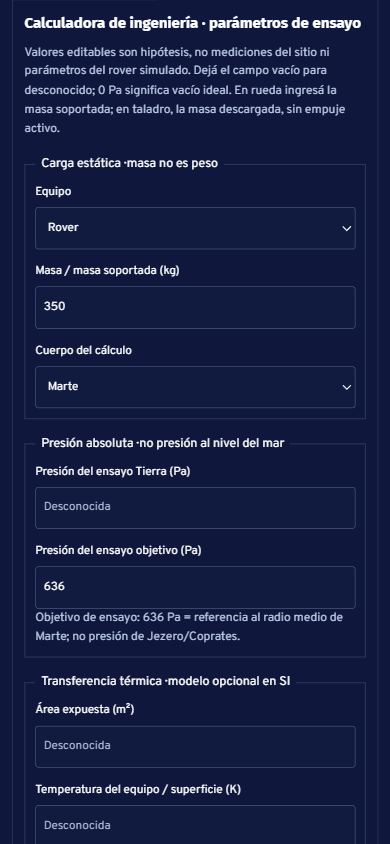 Calculadora de ingeniería · parámetros de ensayo
Valores editables son hipótesis, no mediciones del sitio ni
parámetros del rover simulado. Dejá el campo vacío para
desconocido; 0 Pa significa vacío ideal. En rueda ingresá la
masa soportada; en taladro, la masa descargada, sin empuje
activo.
Carga estática ·masa no es peso
Equipo
Rover
Masa / masa soportada (kg)
350
Cuerpo del cálculo
Marte
Presión absoluta ·no presión al nivel del mar
Presión del ensayo Tierra (Pa)
Desconocida
Presión del ensayo objetivo (Pa)
636
Objetivo de ensayo: 636 Pa = referencia al radio medio de
Marte; no presión de Jezero/Coprates.
Transferencia térmica ·modelo opcional en SI
Área expuesta (m²)
Desconocida
Temperatura del equipo / superficie (K)
Desconocida